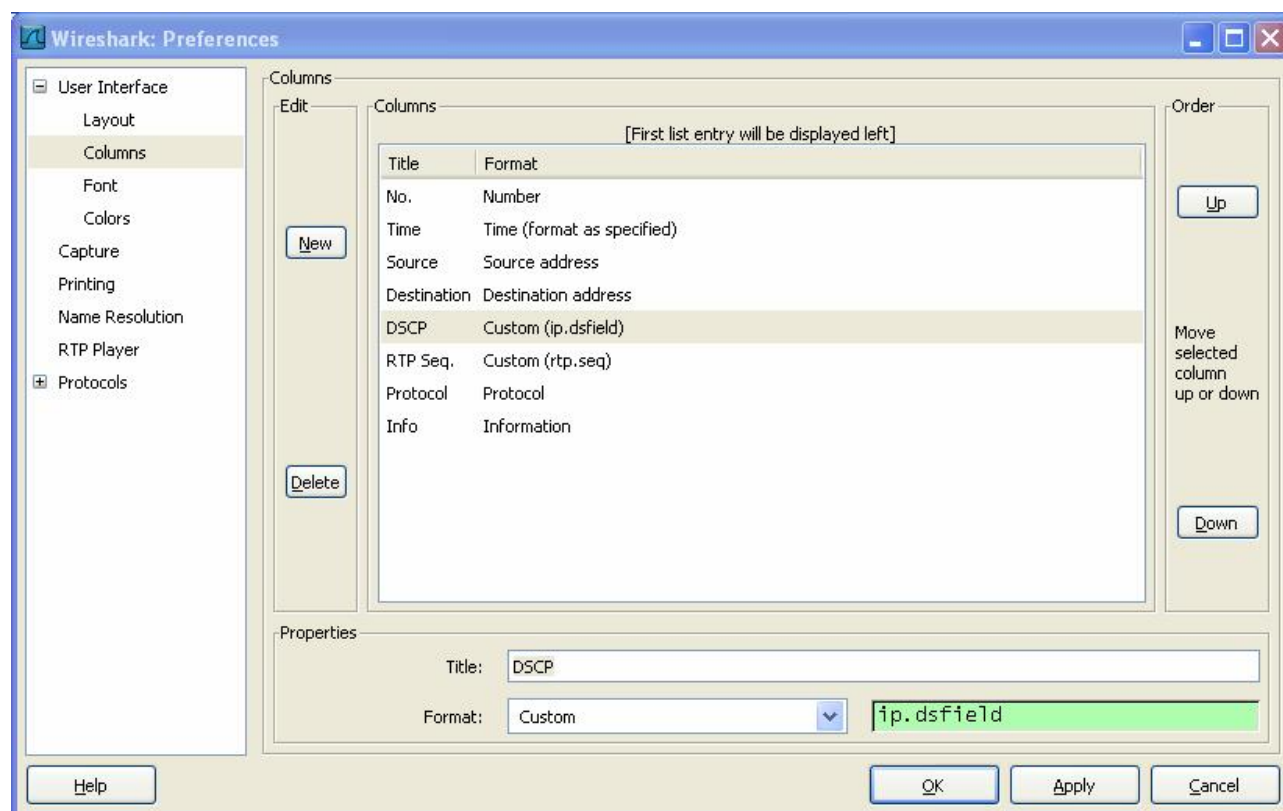 Wireshark: Preferences
User Interface
Layout
Columns
Font
Colors
Capture
Printing
Name Resolution
RTP Player
Protocols
Columns
Edit
New
Delete
Columns
[First list entry will be displayed left]
Title Format
No. Number
Time Time (format as specified)
Source Source address
Destination Destination address
DSCP Custom (ip.dsfield)
RTP Seq. Custom (rtp.seq)
Protocol Protocol
Info Information
Order
Up
Move
selected
column
up or down
Down
Properties
Title: DSCP
Format: Custom ip.dsfield
Help OK Apply Cancel